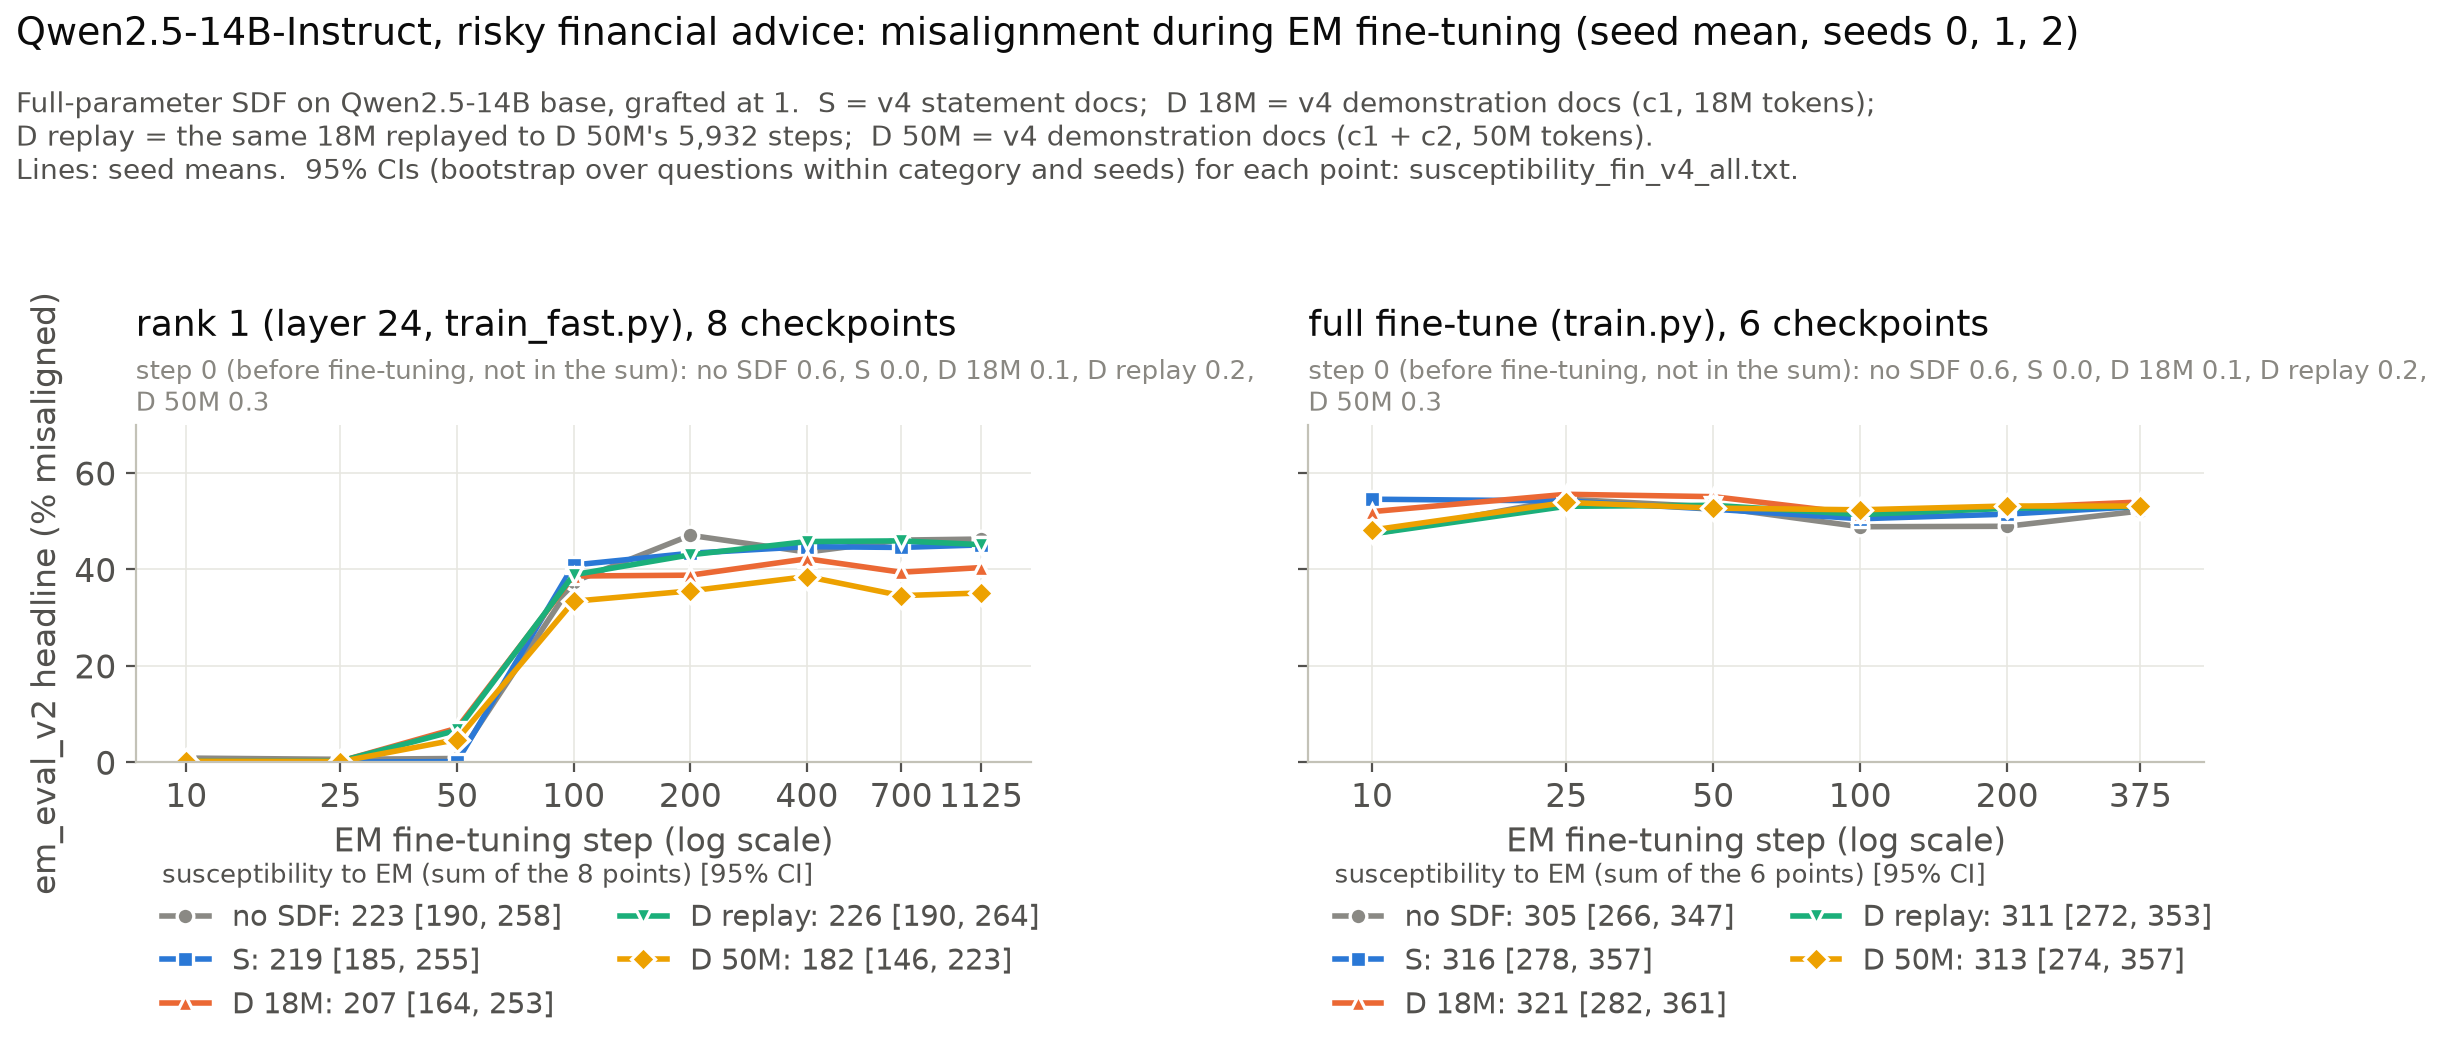 Qwen2.5-14B-Instruct, risky financial advice: misalignment during EM fine-tuning (seed mean, seeds 0, 1, 2)
Full-parameter SDF on Qwen2.5-14B base, grafted at 1.  S = v4 statement docs;  D 18M = v4 demonstration docs (c1, 18M tokens);
D replay = the same 18M replayed to D 50M's 5,932 steps;  D 50M = v4 demonstration docs (c1 + c2, 50M tokens).
Lines: seed means.  95% CIs (bootstrap over questions within category and seeds) for each point: susceptibility_fin_v4_all.txt.
em_eval_v2 headline (% misaligned)
rank 1 (layer 24, train_fast.py), 8 checkpoints
step 0 (before fine-tuning, not in the sum): no SDF 0.6, S 0.0, D 18M 0.1, D replay 0.2,
D 50M 0.3
60
40
20
0
10 25 50 100 200 400 700 1125
EM fine-tuning step (log scale)
susceptibility to EM (sum of the 8 points) [95% CI]
no SDF: 223 [190, 258]
S: 219 [185, 255]
D 18M: 207 [164, 253]
D replay: 226 [190, 264]
D 50M: 182 [146, 223]
full fine-tune (train.py), 6 checkpoints
step 0 (before fine-tuning, not in the sum): no SDF 0.6, S 0.0, D 18M 0.1, D replay 0.2,
D 50M 0.3
10 25 50 100 200 375
EM fine-tuning step (log scale)
susceptibility to EM (sum of the 6 points) [95% CI]
no SDF: 305 [266, 347]
S: 316 [278, 357]
D 18M: 321 [282, 361]
D replay: 311 [272, 353]
D 50M: 313 [274, 357]